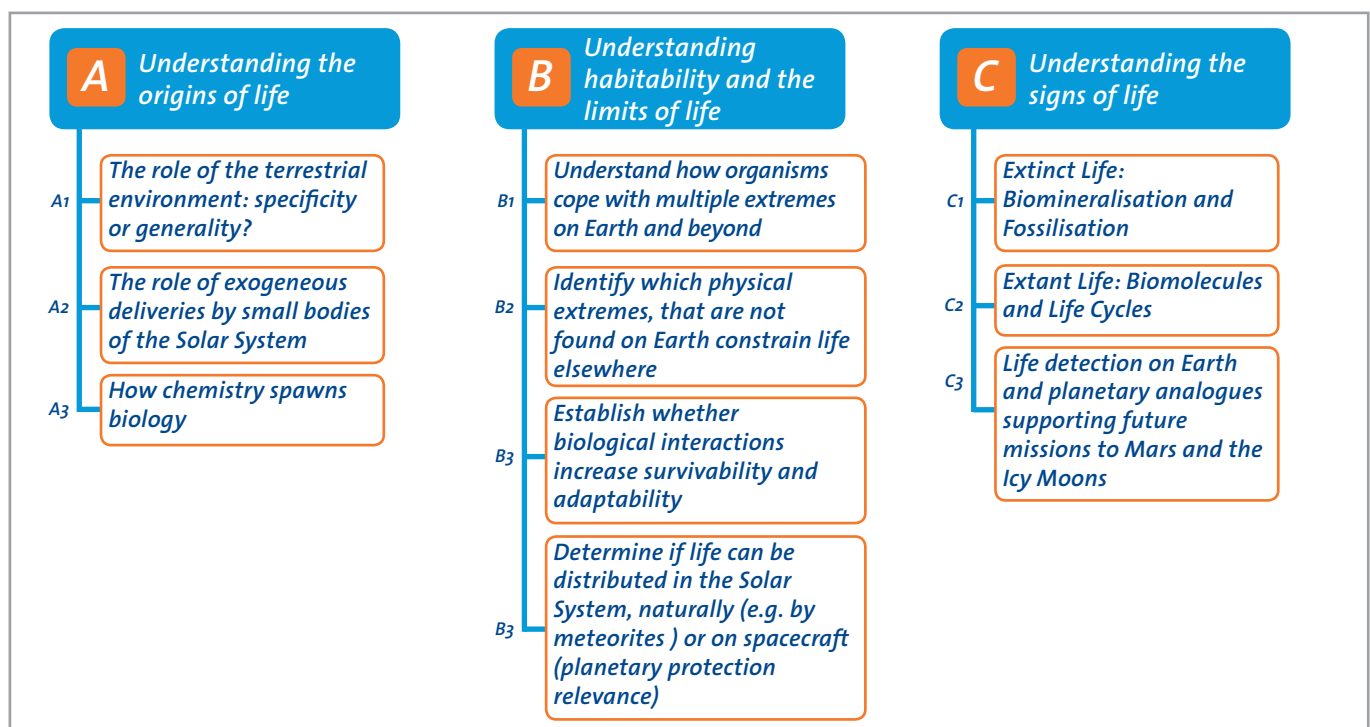 A
Understanding the
origins of life
A1
The role of the terrestrial
environment: specificity
or generality?
A2
The role of exogeneous
deliveries by small bodies
of the Solar System
A3
How chemistry spawns
biology
B
Understanding
habitability and the
limits of life
B1
Understand how organisms
cope with multiple extremes
on Earth and beyond
B2
Identify which physical
extremes, that are not
found on Earth constrain life
elsewhere
B3
Establish whether
biological interactions
increase survivability and
adaptability
B3
Determine if life can be
distributed in the Solar
System, naturally (e.g. by
meteorites ) or on spacecraft
(planetary protection
relevance)
C
Understanding the
signs of life
C1
Extinct Life:
Biomineralisation and
Fossilisation
C2
Extant Life: Biomolecules
and Life Cycles
C3
Life detection on Earth
and planetary analogues
supporting future
missions to Mars and the
Icy Moons